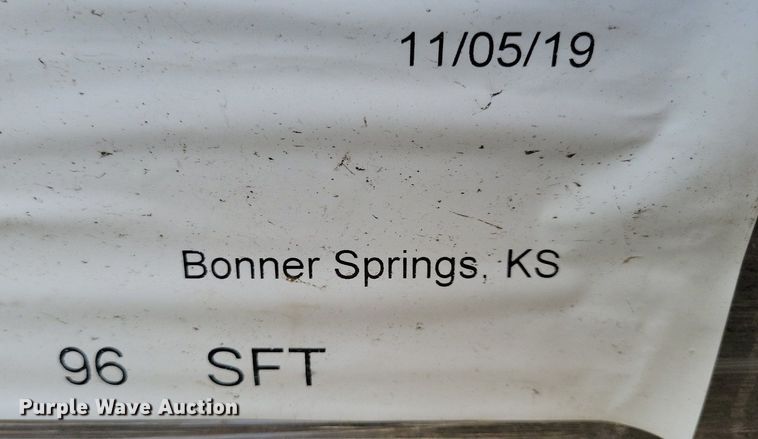 11/05/19
Bonner Springs, KS
96 SFT
Purple Wave Auction